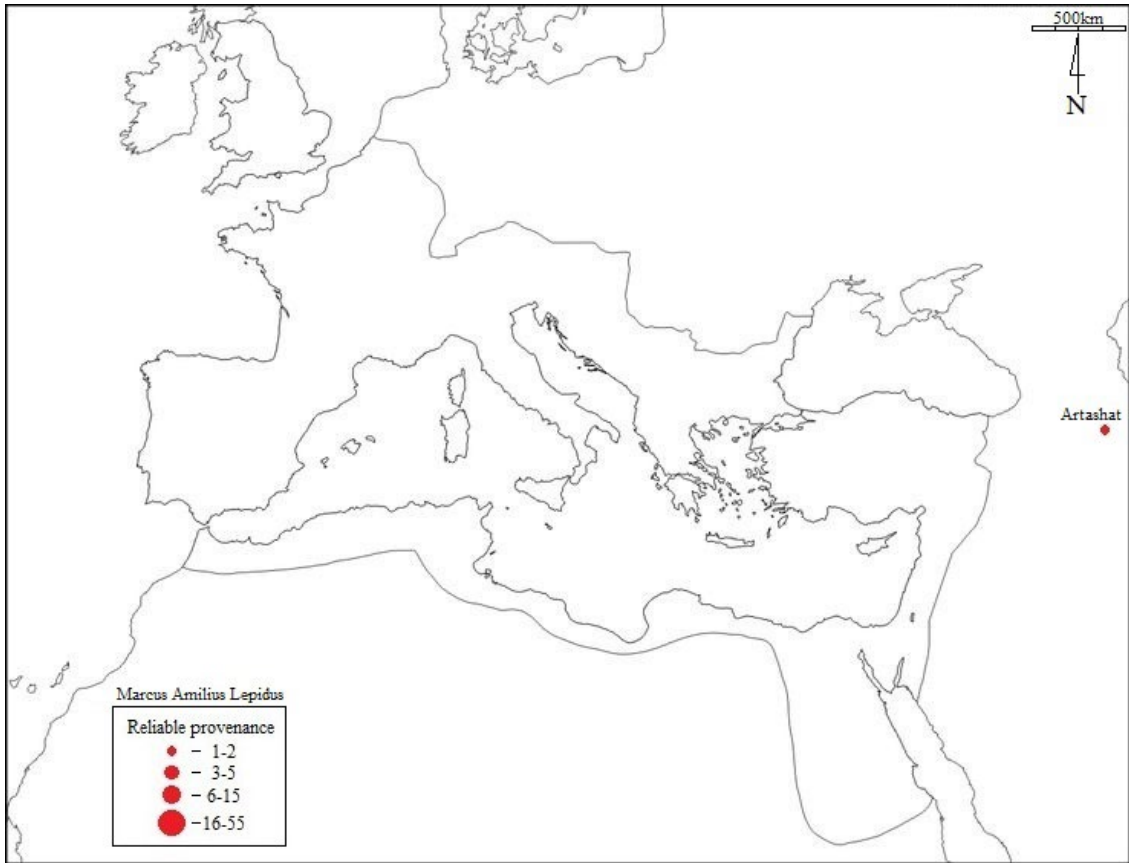 500km
N
Artashat
Marcus Amilius Lepidus
Reliable provenance
- 1-2
- 3-5
- 6-15
-16-55